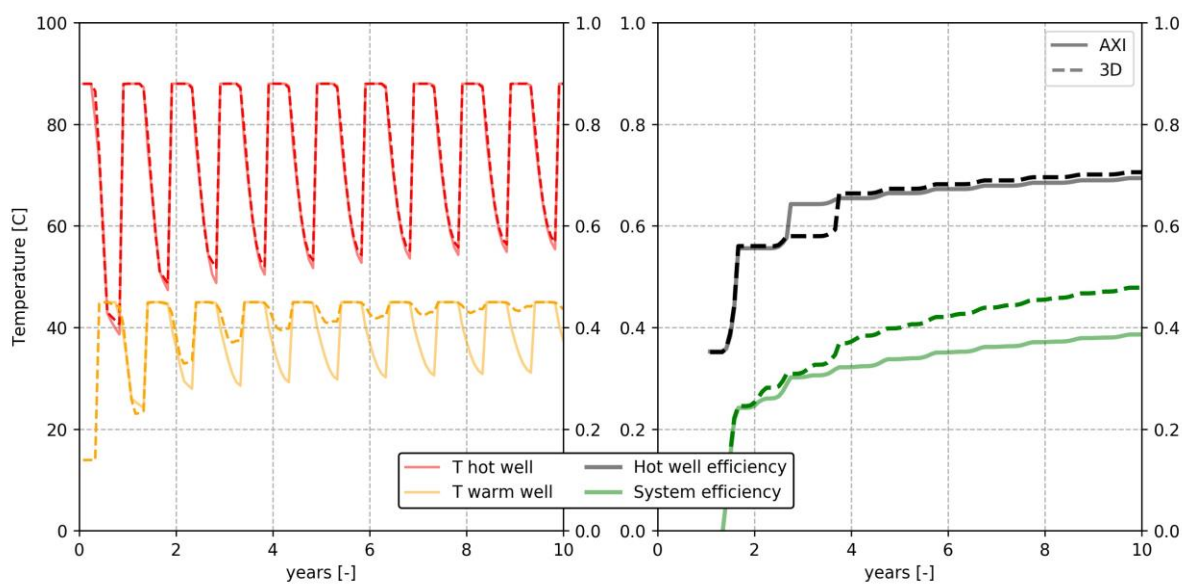 100
80
60
40
20
0
Temperature [C]
0 2 4 6 8 10
years [-]
1.0
0.8
0.6
0.4
0.2
0.0
T hot well
T warm well
Hot well efficiency
System efficiency
1.0
0.8
0.6
0.4
0.2
0.0
0 2 4 6 8 10
years [-]
1.0
0.8
0.6
0.4
0.2
0.0
AXI
3D